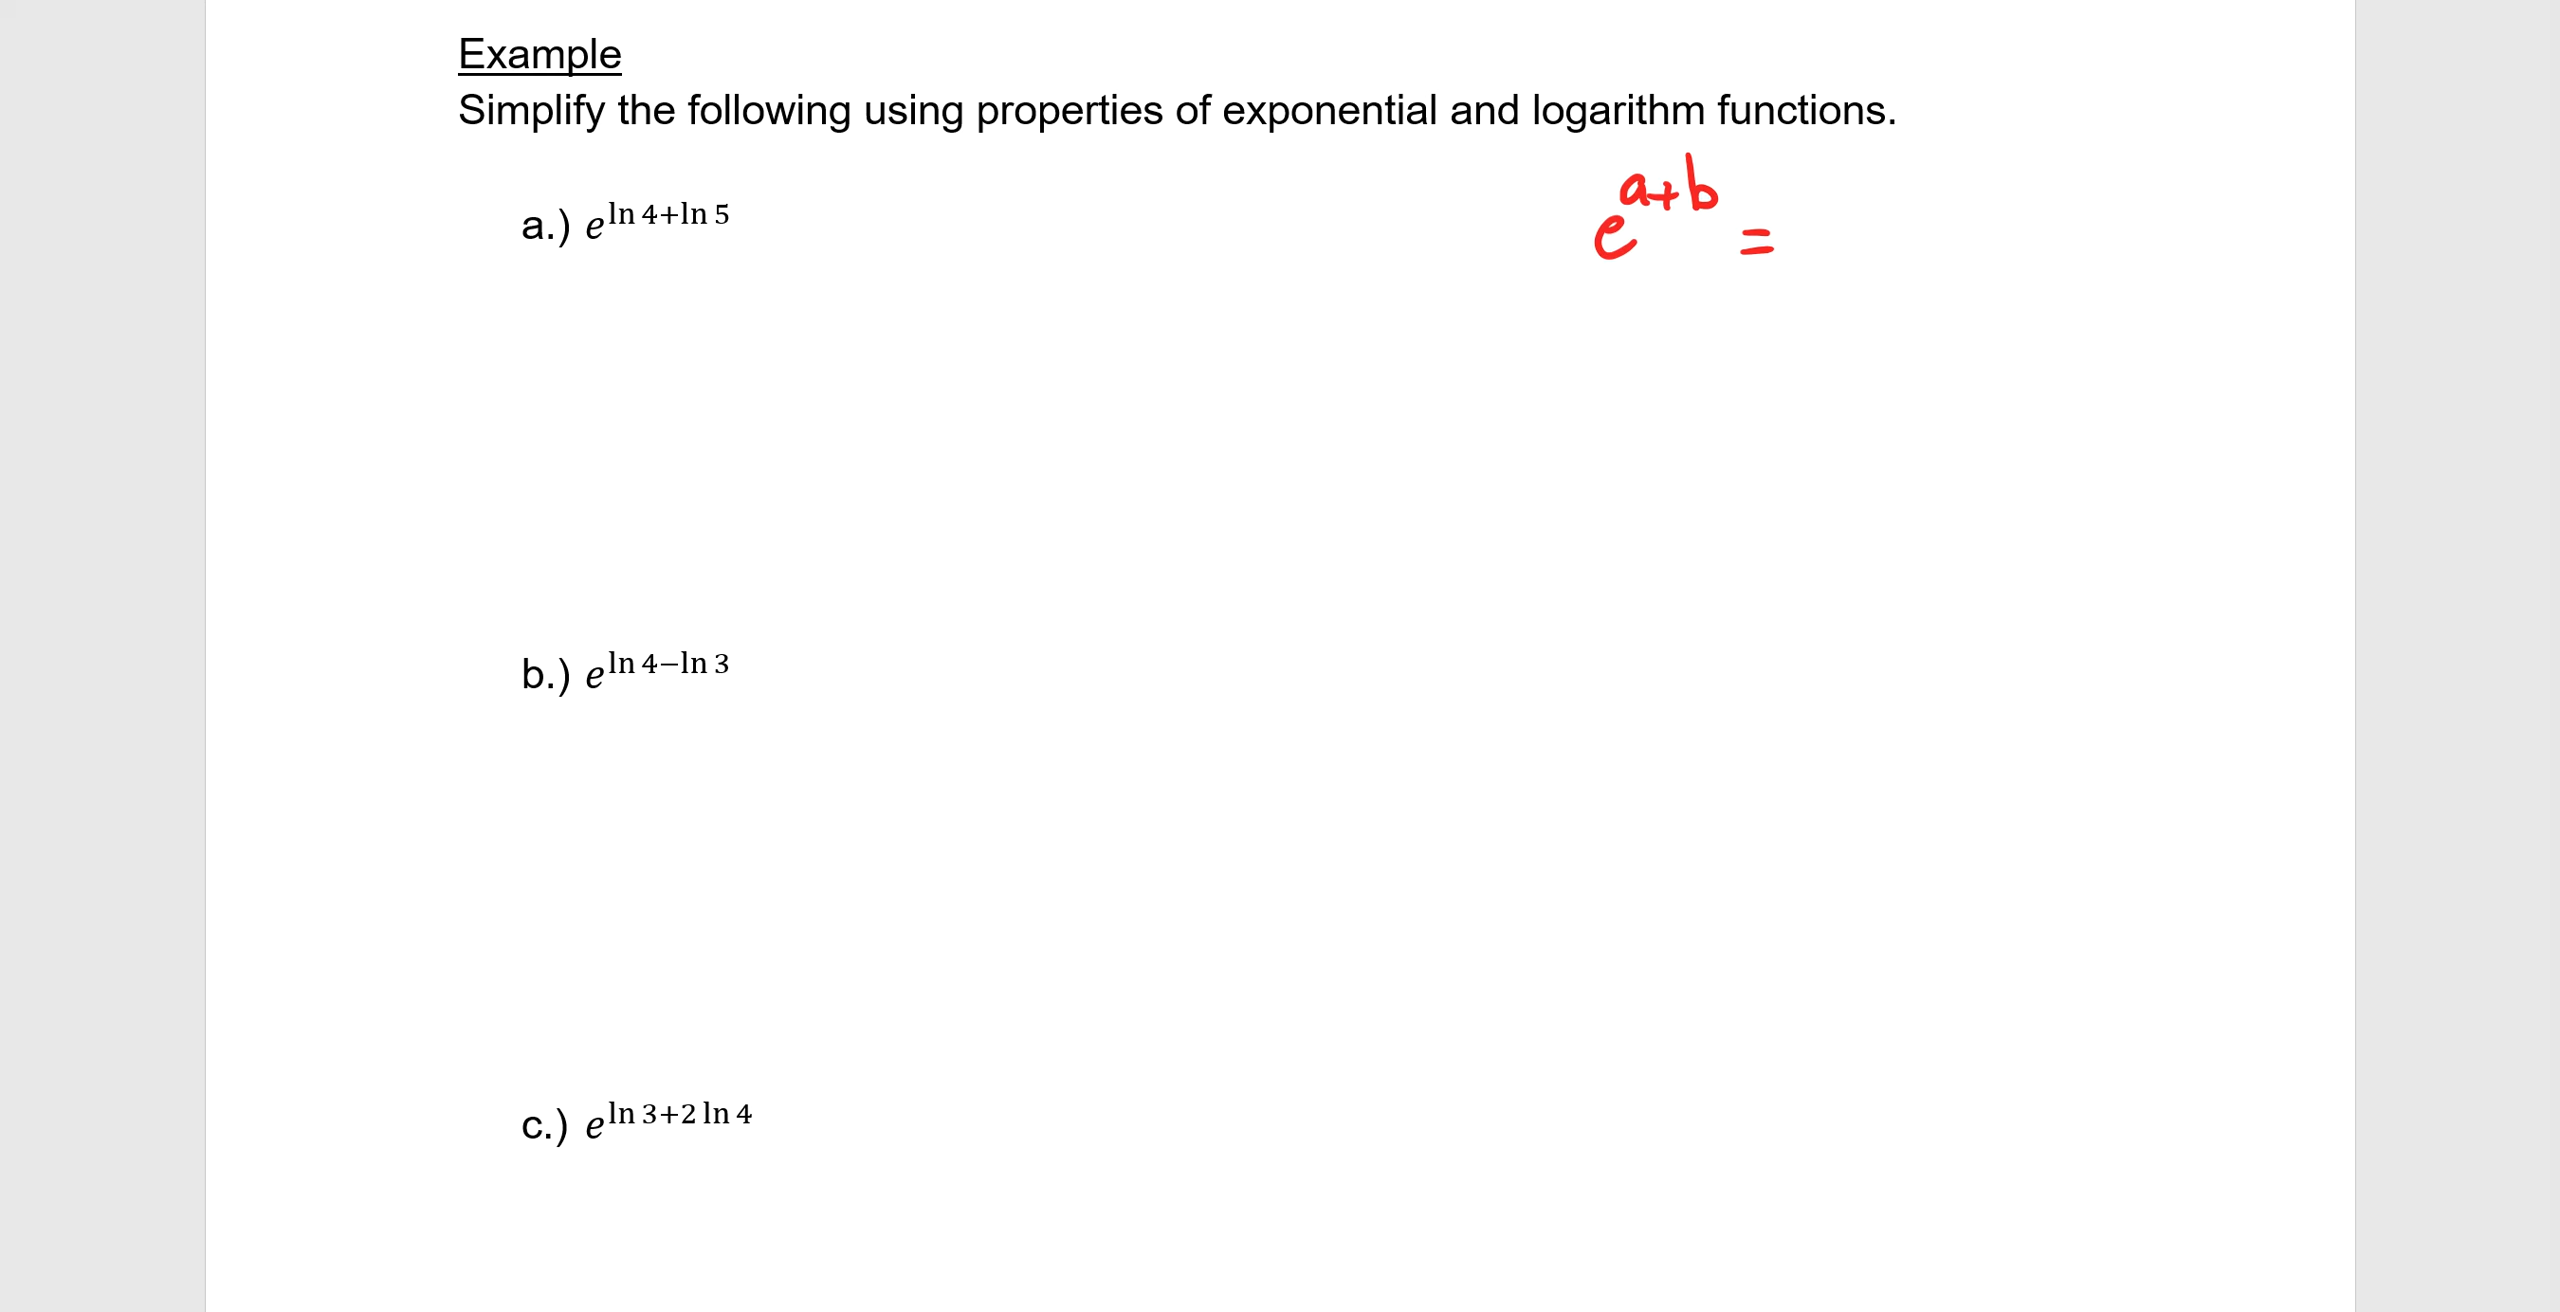 Example
Simplify the following using properties of exponential and logarithm functions.
a.) e^{ln 4+ln 5}
e^{a+b} =
b.) e^{ln 4−ln 3}
c.) e^{ln 3+2 ln 4}